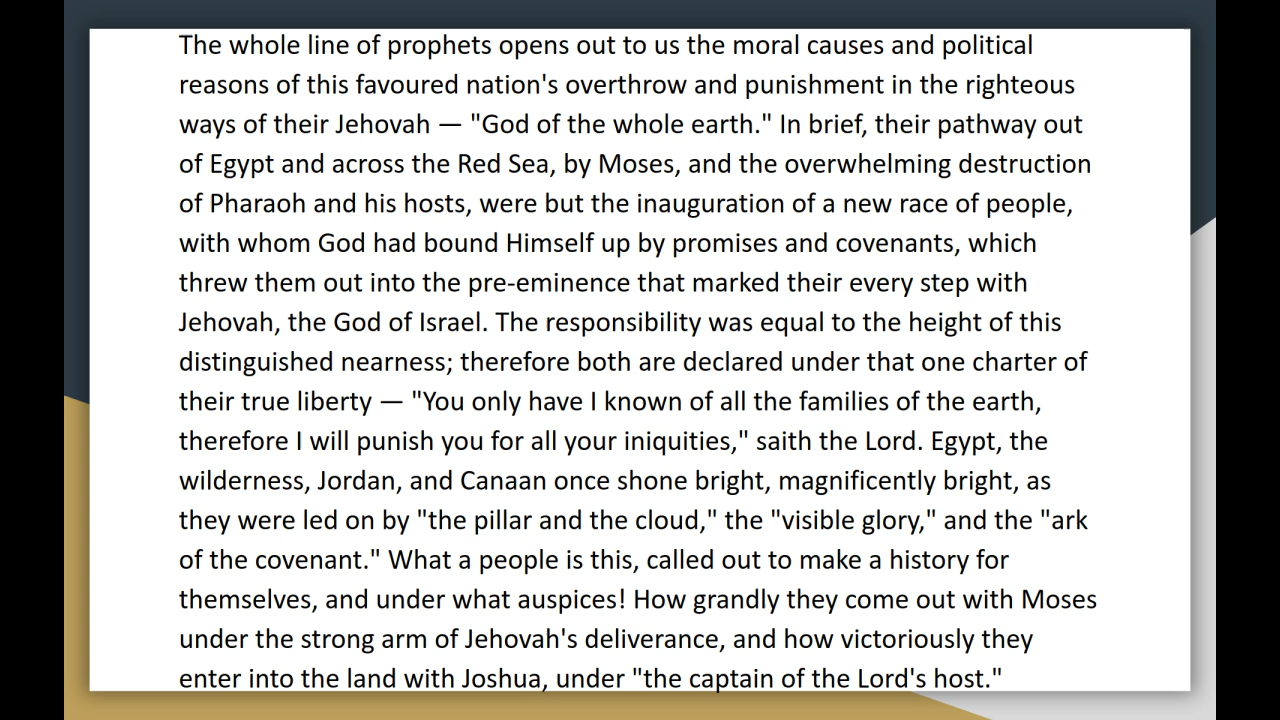 The whole line of prophets opens out to us the moral causes and political
reasons of this favoured nation's overthrow and punishment in the righteous
ways of their Jehovah — "God of the whole earth." In brief, their pathway out
of Egypt and across the Red Sea, by Moses, and the overwhelming destruction
of Pharaoh and his hosts, were but the inauguration of a new race of people,
with whom God had bound Himself up by promises and covenants, which
threw them out into the pre-eminence that marked their every step with
Jehovah, the God of Israel. The responsibility was equal to the height of this
distinguished nearness; therefore both are declared under that one charter of
their true liberty — "You only have I known of all the families of the earth,
therefore I will punish you for all your iniquities," saith the Lord. Egypt, the
wilderness, Jordan, and Canaan once shone bright, magnificently bright, as
they were led on by "the pillar and the cloud," the "visible glory," and the "ark
of the covenant." What a people is this, called out to make a history for
themselves, and under what auspices! How grandly they come out with Moses
under the strong arm of Jehovah's deliverance, and how victoriously they
enter into the land with Joshua, under "the captain of the Lord's host."